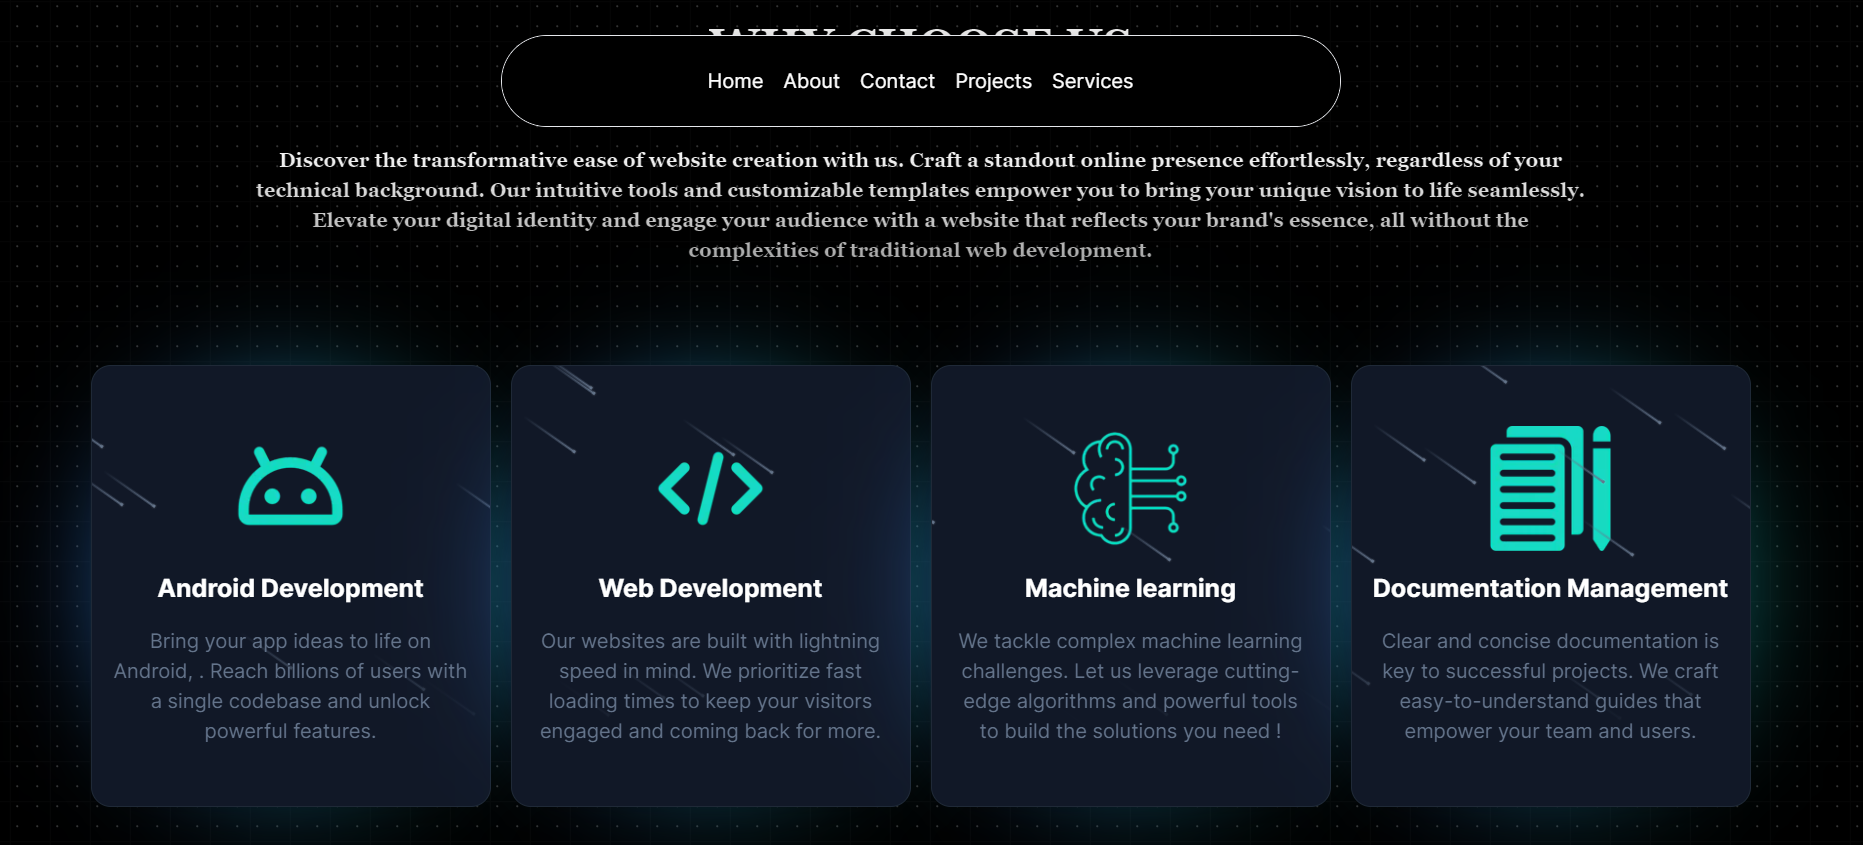 WHY CHOOSE US
Home About Contact Projects Services
Discover the transformative ease of website creation with us. Craft a standout online presence effortlessly, regardless of your
technical background. Our intuitive tools and customizable templates empower you to bring your unique vision to life seamlessly.
Elevate your digital identity and engage your audience with a website that reflects your brand's essence, all without the
complexities of traditional web development.
Android Development
Bring your app ideas to life on
Android, . Reach billions of users with
a single codebase and unlock
powerful features.
Web Development
Our websites are built with lightning
speed in mind. We prioritize fast
loading times to keep your visitors
engaged and coming back for more.
Machine learning
We tackle complex machine learning
challenges. Let us leverage cutting-
edge algorithms and powerful tools
to build the solutions you need !
Documentation Management
Clear and concise documentation is
key to successful projects. We craft
easy-to-understand guides that
empower your team and users.